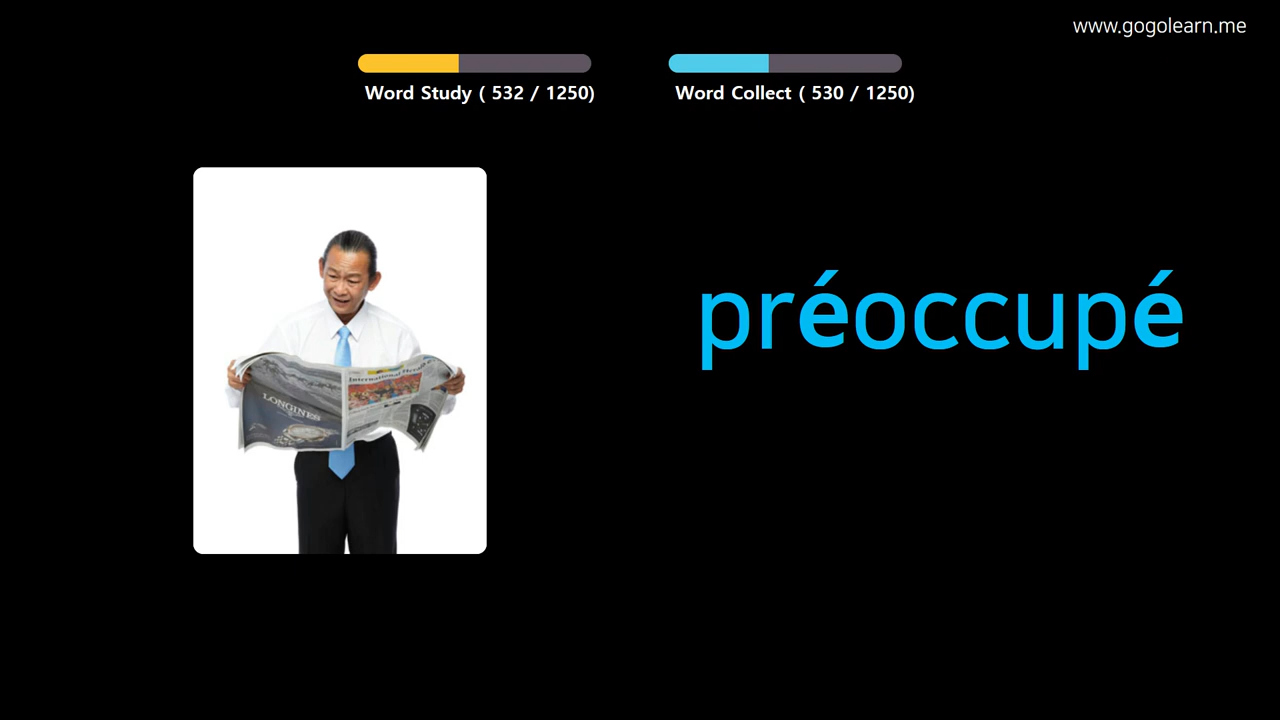 www.gogolearn.me
Word Study ( 532 / 1250)
Word Collect ( 530 / 1250)
préoccupé
International Herald
LONGINES